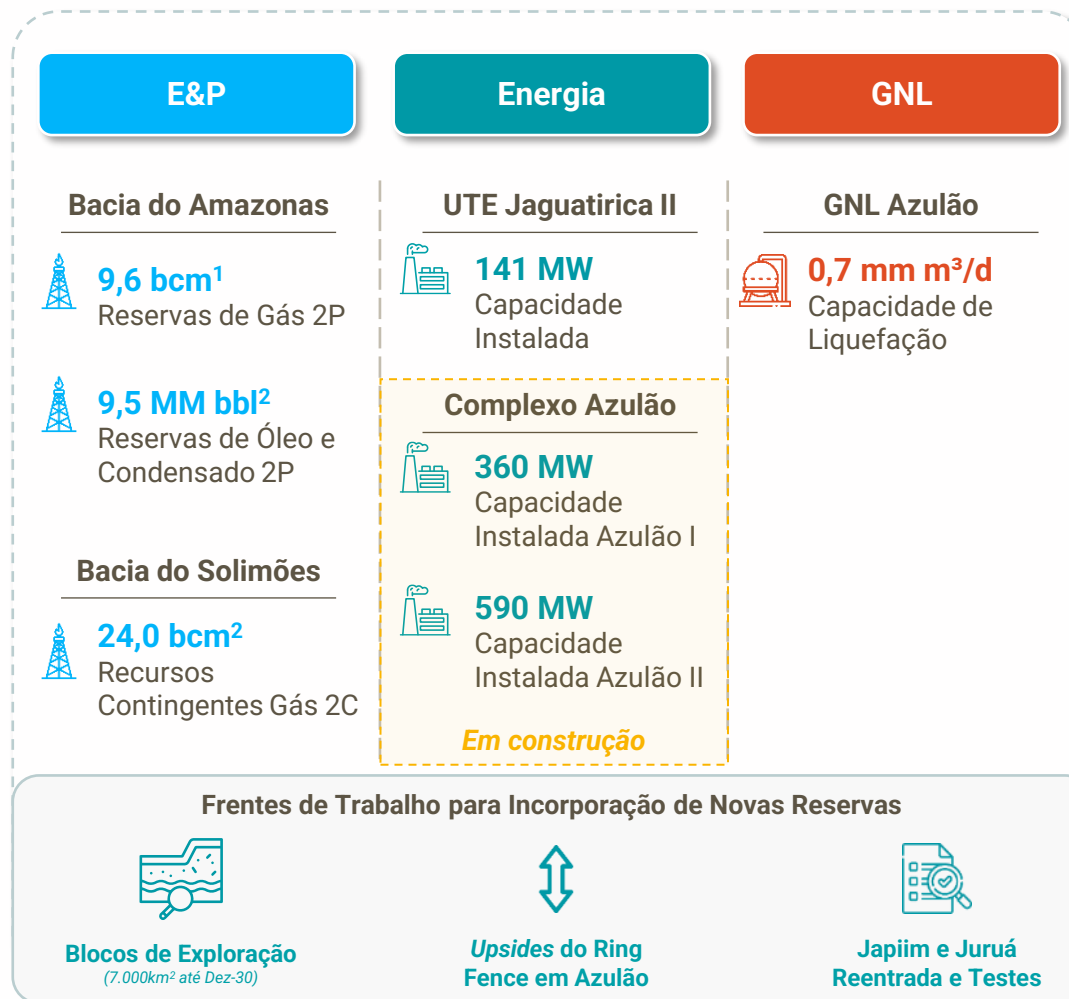 E&P
Energia
GNL
Bacia do Amazonas
9,6 bcm¹
Reservas de Gás 2P
9,5 MM bbl²
Reservas de Óleo e
Condensado 2P
Bacia do Solimões
24,0 bcm²
Recursos
Contingentes Gás 2C
UTE Jaguatirica II
141 MW
Capacidade
Instalada
Complexo Azulão
360 MW
Capacidade
Instalada Azulão I
590 MW
Capacidade
Instalada Azulão II
Em construção
GNL Azulão
0,7 mm m³/d
Capacidade de
Liquefação
Frentes de Trabalho para Incorporação de Novas Reservas
Blocos de Exploração
(7.000km² até Dez-30)
Upsides do Ring
Fence em Azulão
Japiim e Juruá
Reentrada e Testes